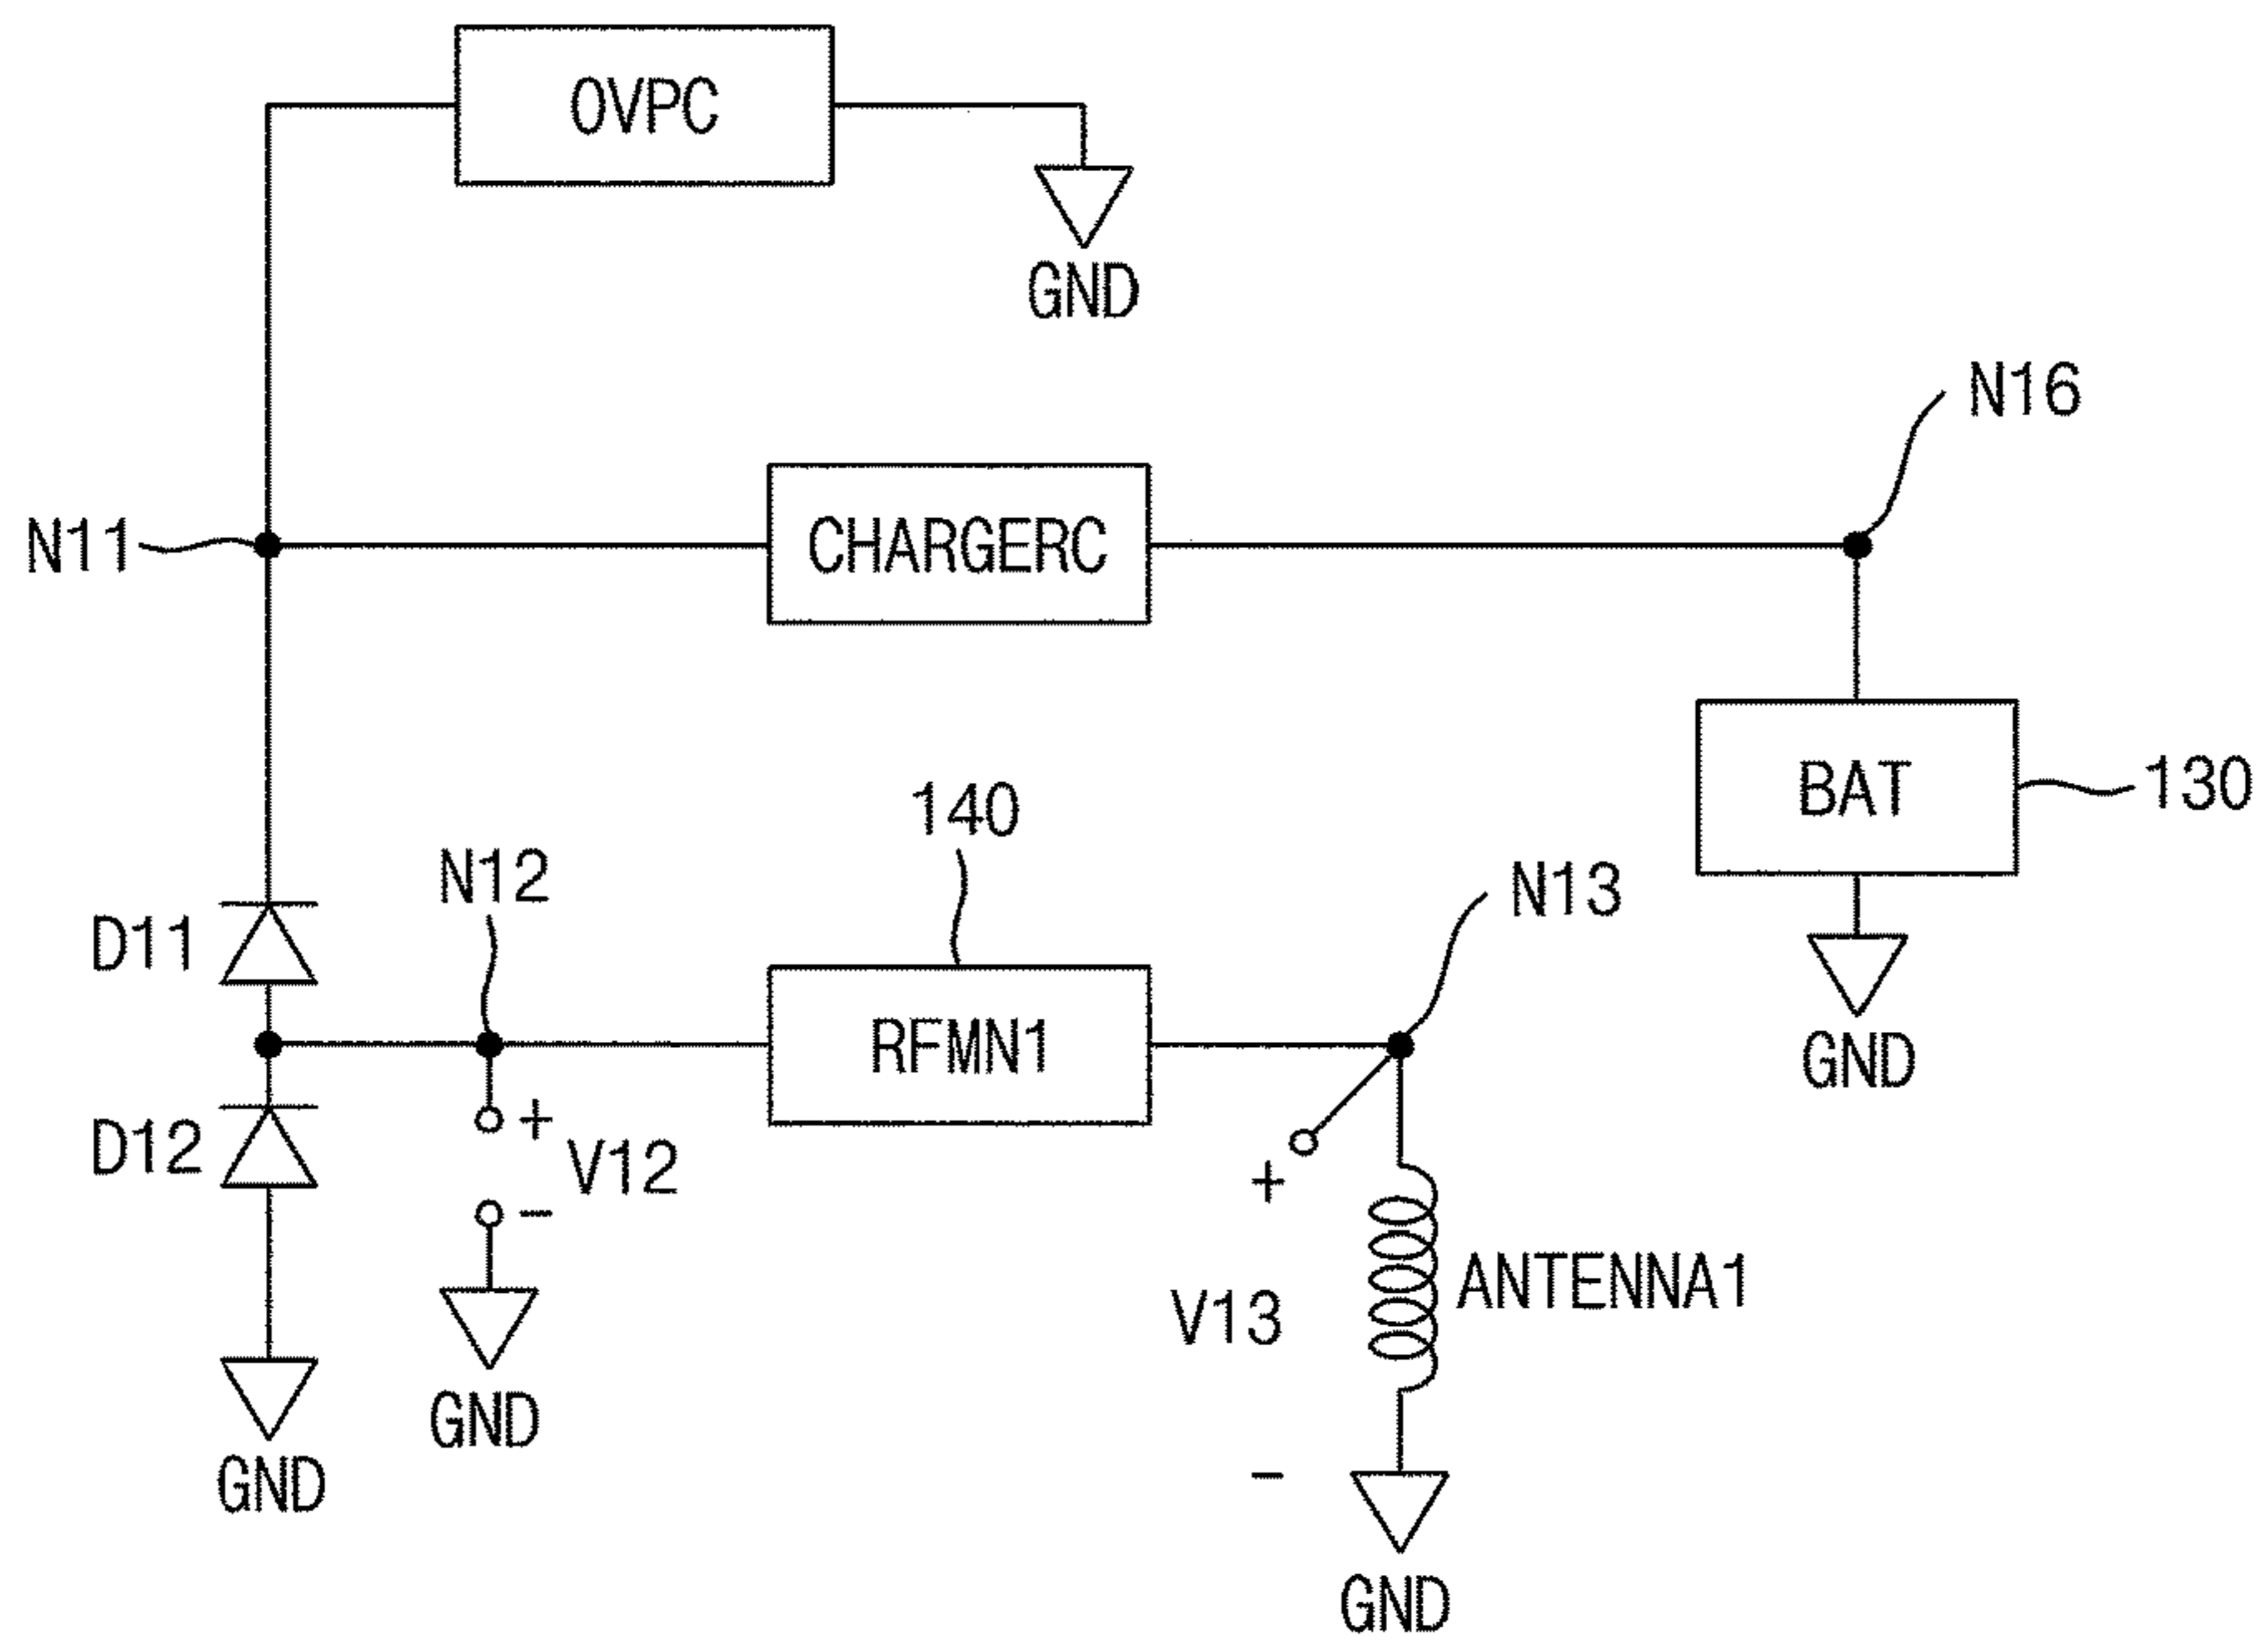 OVPC
GND
N16
N11
CHARGERC
BAT
130
140
N12
N13
D11
RFMN1
GND
D12
+
V12
-
+
V13
ANTENNA1
GND
GND
-
GND